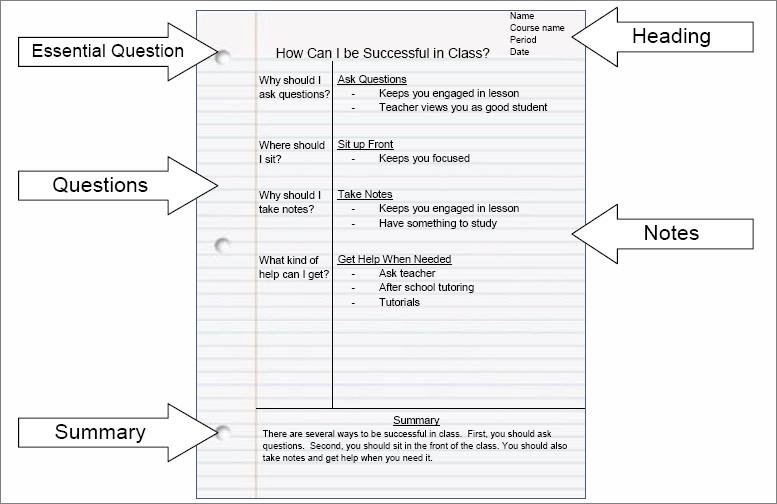 Name
Course name
Period
Date
Heading
Essential Question
How Can I be Successful in Class?
Why should I
ask questions?
Ask Questions
- Keeps you engaged in lesson
- Teacher views you as good student
Where should
I sit?
Sit up Front
- Keeps you focused
Questions
Why should I
take notes?
Take Notes
- Keeps you engaged in lesson
- Have something to study
Notes
What kind of
help can I get?
Get Help When Needed
- Ask teacher
- After school tutoring
- Tutorials
Summary
Summary
There are several ways to be successful in class. First, you should ask
questions. Second, you should sit in the front of the class. You should also
take notes and get help when you need it.